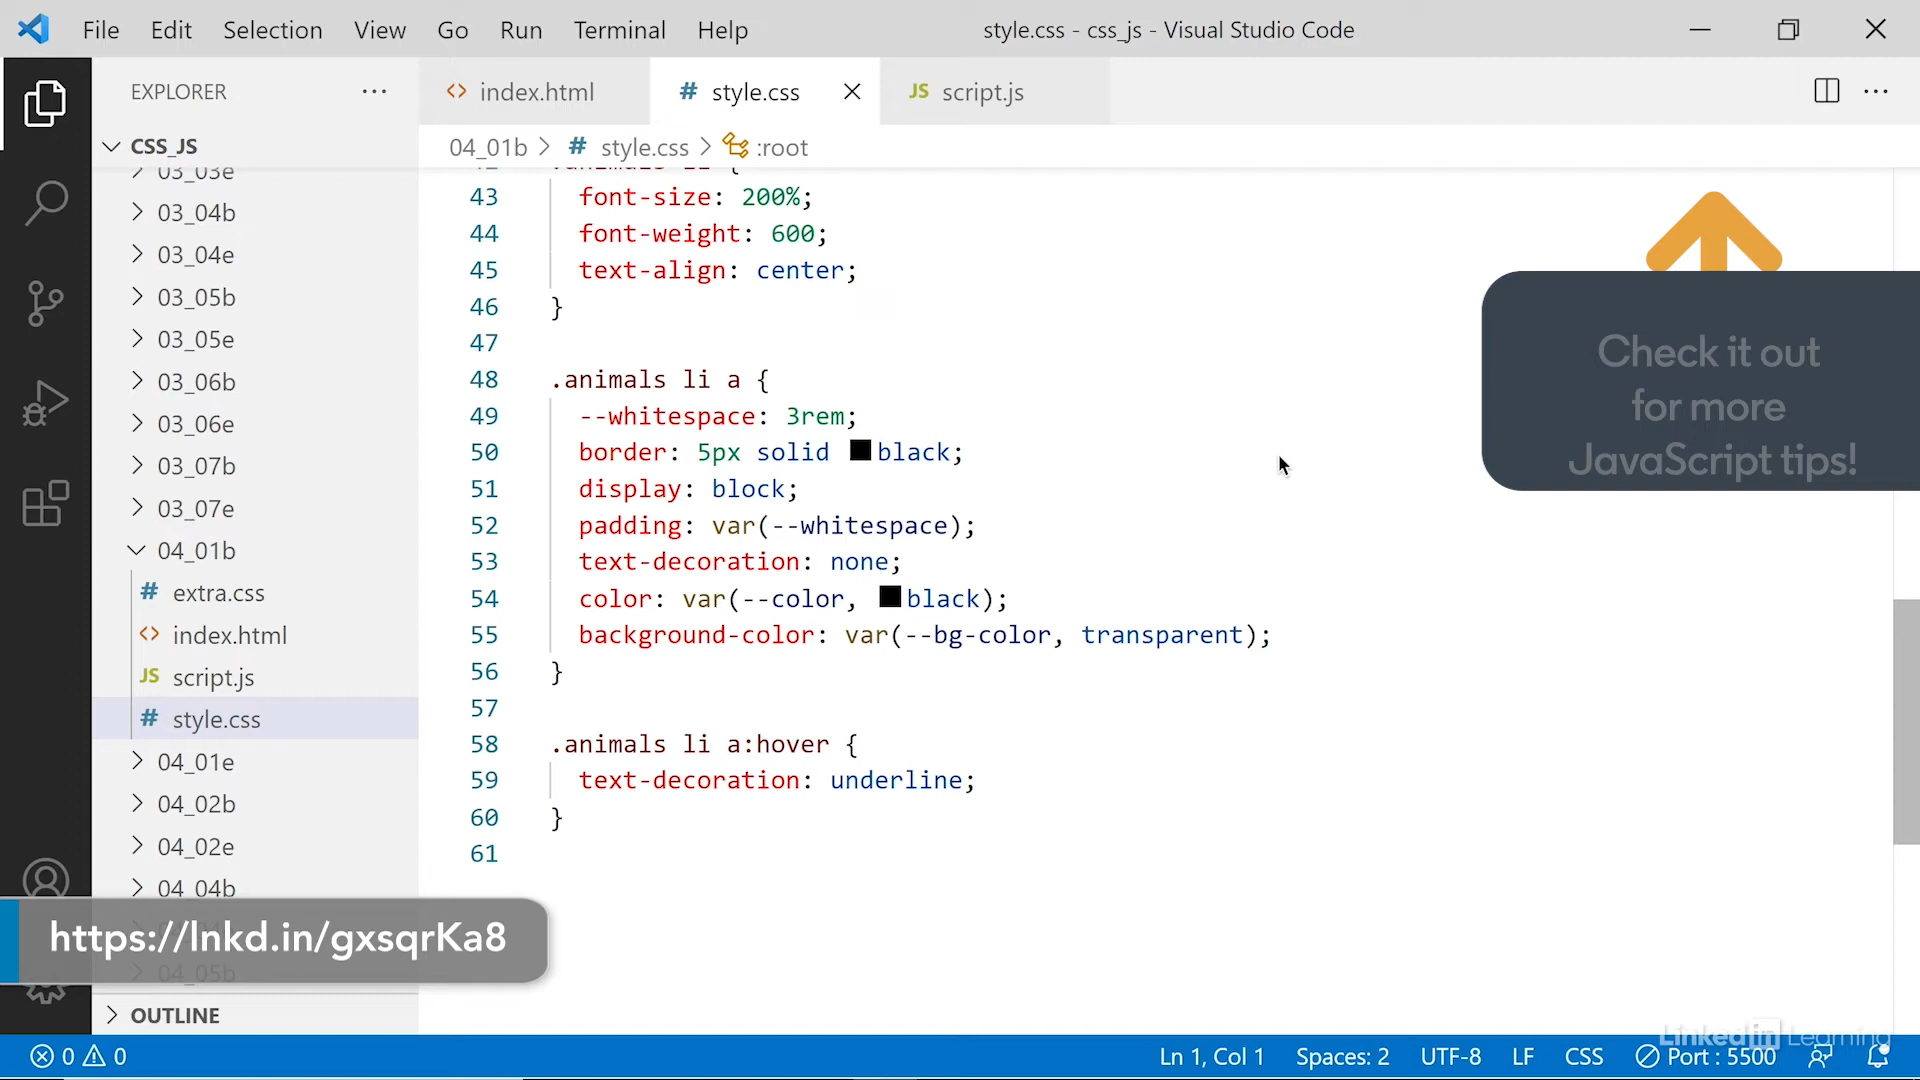 File Edit Selection View Go Run Terminal Help
style.css - css_js - Visual Studio Code
EXPLORER
index.html
# style.css
JS script.js
CSS_JS
04_01b > # style.css > :root
03_03e
03_04b
03_04e
03_05b
03_05e
03_06b
03_06e
03_07b
03_07e
04_01b
# extra.css
<> index.html
JS script.js
# style.css
04_01e
04_02b
04_02e
04_04b
04_05b
OUTLINE
42 .animals li {
43 font-size: 200%;
44 font-weight: 600;
45 text-align: center;
46 }
47
48 .animals li a {
49 --whitespace: 3rem;
50 border: 5px solid black;
51 display: block;
52 padding: var(--whitespace);
53 text-decoration: none;
54 color: var(--color, black);
55 background-color: var(--bg-color, transparent);
56 }
57
58 .animals li a:hover {
59 text-decoration: underline;
60 }
61
Check it out
for more
JavaScript tips!
https://lnkd.in/gxsqrKa8
LinkedIn Learning
0 0
Ln 1, Col 1 Spaces: 2 UTF-8 LF CSS Port : 5500